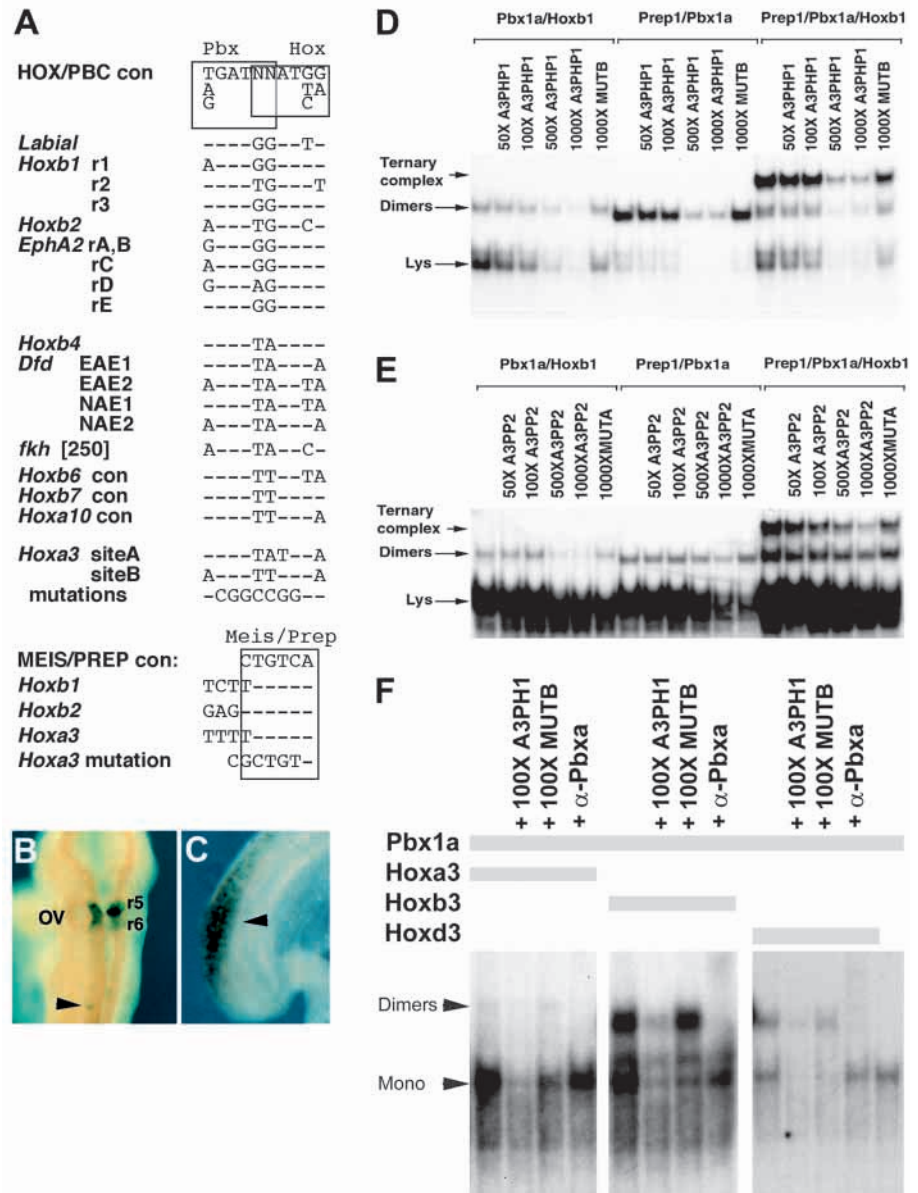 A
Pbx Hox
HOX/PBC con TGATNNATGG
A TA
G C
Labial ----GG--T-
Hoxb1 r1 A---GG----
r2 ----TG---T
r3 ----GG----
Hoxb2 A---TG--C-
EphA2 rA,B G---GG----
rC A---GG----
rD G---AG----
rE ----GG----
Hoxb4 ----TA----
Dfd EAE1 ----TA---A
EAE2 A---TA--TA
NAE1 ----TA--TA
NAE2 A---TA---A
fkh [250] A---TA--C-
Hoxb6 con ----TT--TA
Hoxb7 con ----TT----
Hoxa10 con ----TT---A
Hoxa3 siteA ----TAT--A
siteB A---TT---A
mutations -CGGCCGG--
Meis/Prep
MEIS/PREP con: CTGTCA
Hoxb1 TCTT------
Hoxb2 GAG------
Hoxa3 TTTT------
Hoxa3 mutation CGCTGT-
B
OV
r5
r6
C
D
Pbx1a/Hoxb1 Prep1/Pbx1a Prep1/Pbx1a/Hoxb1
50X A3PHP1 100X A3PHP1 500X A3PHP1 1000X A3PHP1 1000X MUTB 50X A3PHP1 100X A3PHP1 500X A3PHP1 1000X A3PHP1 1000X MUTB 50X A3PHP1 100X A3PHP1 500X A3PHP1 1000X A3PHP1 1000X MUTB
Ternary
complex
Dimers
Lys
E
Pbx1a/Hoxb1 Prep1/Pbx1a Prep1/Pbx1a/Hoxb1
50X A3PP2 100X A3PP2 500XA3PP2 1000XA3PP2 1000XMUTA 50X A3PP2 100X A3PP2 500XA3PP2 1000XA3PP2 1000XMUTA 50X A3PP2 100X A3PP2 500XA3PP2 1000XA3PP2 1000XMUTA
Ternary
complex
Dimers
Lys
F
+ 100X A3PH1 + 100X MUTB + α-Pbxa + 100X A3PH1 + 100X MUTB + α-Pbxa + 100X A3PH1 + 100X MUTB + α-Pbxa
Pbx1a
Hoxa3
Hoxb3
Hoxd3
Dimers
Mono